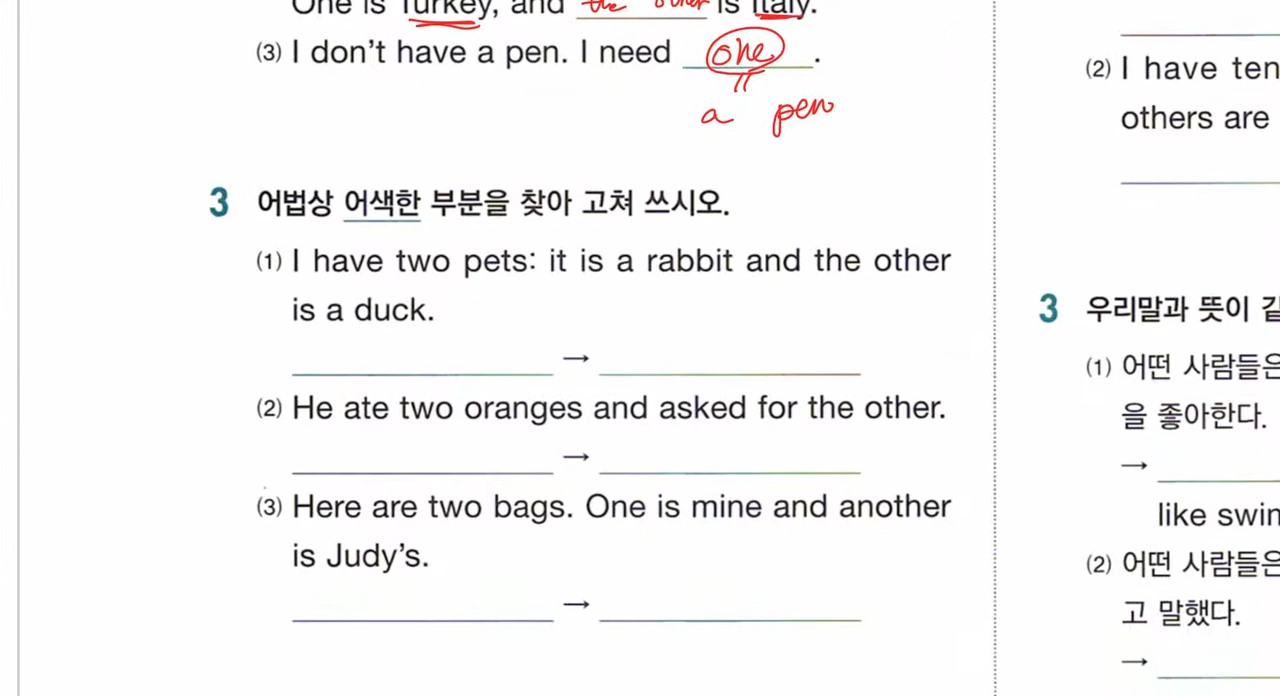 One is Turkey, and the other is Italy.
(3) I don't have a pen. I need one.
a pen
3 어법상 어색한 부분을 찾아 고쳐 쓰시오.
(1) I have two pets: it is a rabbit and the other
is a duck.
→
(2) He ate two oranges and asked for the other.
→
(3) Here are two bags. One is mine and another
is Judy's.
→
(2) I have ten
others are
3 우리말과 뜻이 같
(1) 어떤 사람들은
을 좋아한다.
→
like swin
(2) 어떤 사람들은
고 말했다.
→